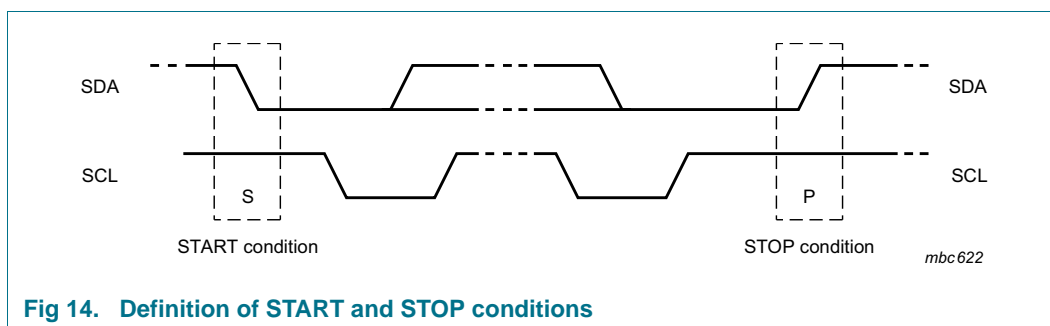 SDA SDA
SCL SCL
S P
START condition STOP condition
mbc622
Fig 14. Definition of START and STOP conditions